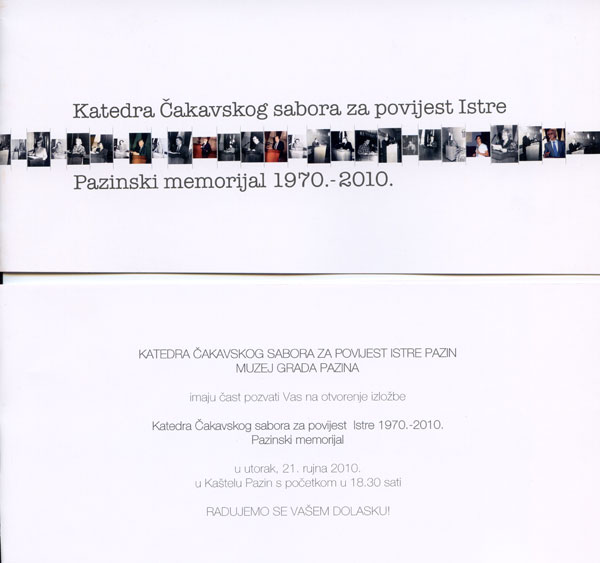 Katedra Čakavskog sabora za povijest Istre
Pazinski memorijal 1970.-2010.
KATEDRA ČAKAVSKOG SABORA ZA POVIJEST ISTRE PAZIN
MUZEJ GRADA PAZINA
imaju čast pozvati Vas na otvorenje izložbe
Katedra Čakavskog sabora za povijest Istre 1970.-2010.
Pazinski memorijal
u utorak, 21. rujna 2010.
u Kaštelu Pazin s početkom u 18.30 sati
RADUJEMO SE VAŠEM DOLASKU!